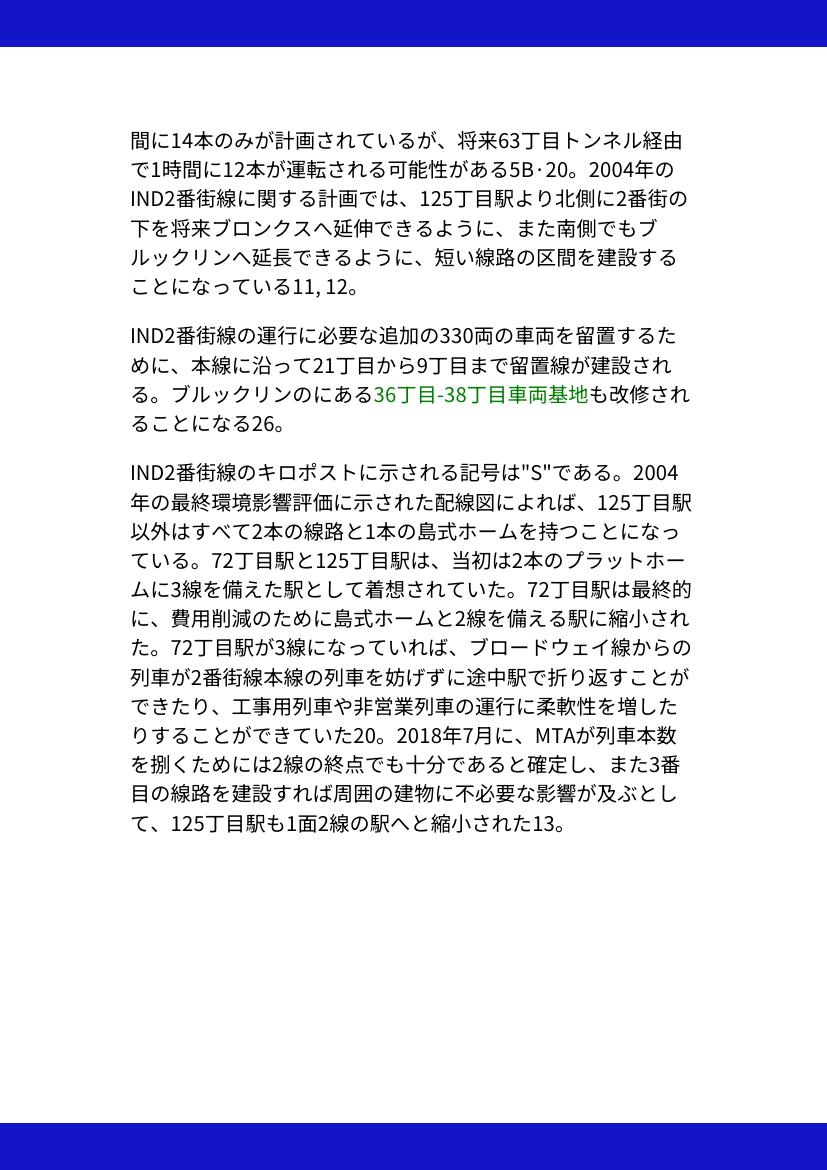 間に14本のみが計画されているが、将来63丁目トンネル経由
で1時間に12本が運転される可能性がある5B·20。2004年の
IND2番街線に関する計画では、125丁目駅より北側に2番街の
下を将来ブロンクスへ延伸できるように、また南側でもブ
ルックリンへ延長できるように、短い線路の区間を建設する
ことになっている11, 12。
IND2番街線の運行に必要な追加の330両の車両を留置するた
めに、本線に沿って21丁目から9丁目まで留置線が建設され
る。ブルックリンのにある36丁目-38丁目車両基地も改修され
ることになる26。
IND2番街線のキロポストに示される記号は"S"である。2004
年の最終環境影響評価に示された配線図によれば、125丁目駅
以外はすべて2本の線路と1本の島式ホームを持つことになっ
ている。72丁目駅と125丁目駅は、当初は2本のプラットホー
ムに3線を備えた駅として着想されていた。72丁目駅は最終的
に、費用削減のために島式ホームと2線を備える駅に縮小され
た。72丁目駅が3線になっていれば、ブロードウェイ線からの
列車が2番街線本線の列車を妨げずに途中駅で折り返すことが
できたり、工事用列車や非営業列車の運行に柔軟性を増した
りすることができていた20。2018年7月に、MTAが列車本数
を捌くためには2線の終点でも十分であると確定し、また3番
目の線路を建設すれば周囲の建物に不必要な影響が及ぶとし
て、125丁目駅も1面2線の駅へと縮小された13。